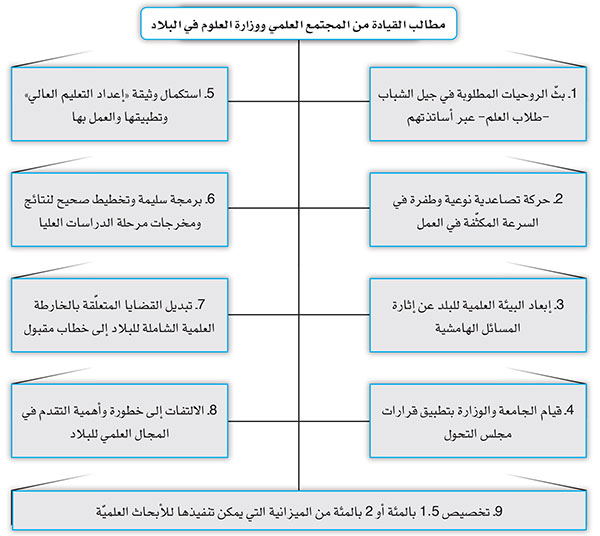 مطالب القيادة من المجتمع العلمي ووزارة العلوم في البلاد
1. بثّ الروحيات المطلوبة في جيل الشباب
-طلاب العلم- عبر أساتذتهم
2. حركة تصاعدية نوعية وطفرة في
السرعة المكثّفة في العمل
3. إبعاد البيئة العلمية للبلد عن إثارة
المسائل الهامشية
4. قيام الجامعة والوزارة بتطبيق قرارات
مجلس التحول
5. استكمال وثيقة «إعداد التعليم العالي»
وتطبيقها والعمل بها
6. برمجة سليمة وتخطيط صحيح لنتائج
ومخرجات مرحلة الدراسات العليا
7. تبديل القضايا المتعلّقة بالخارطة
العلمية الشاملة للبلاد إلى خطاب مقبول
8. الالتفات إلى خطورة وأهمية التقدم في
المجال العلمي للبلاد
9. تخصيص 1.5 بالمئة أو 2 بالمئة من الميزانية التي يمكن تنفيذها للأبحاث العلميّة